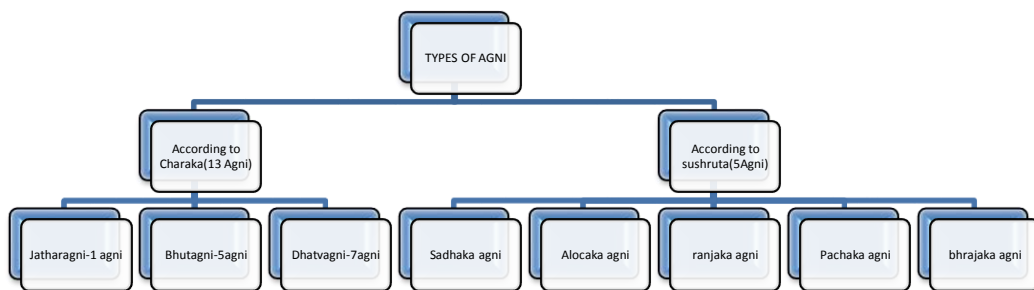 TYPES OF AGNI
According to
Charaka(13 Agni)
According to
sushruta(5Agni)
Jatharagni-1 agni
Bhutagni-5agni
Dhatvagni-7agni
Sadhaka agni
Alocaka agni
ranjaka agni
Pachaka agni
bhrajaka agni